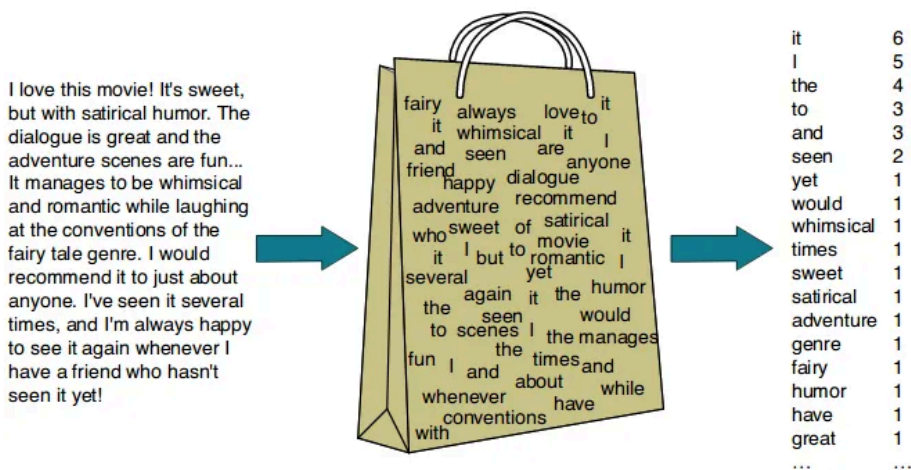 I love this movie! It's sweet,
but with satirical humor. The
dialogue is great and the
adventure scenes are fun...
It manages to be whimsical
and romantic while laughing
at the conventions of the
fairy tale genre. I would
recommend it to just about
anyone. I've seen it several
times, and I'm always happy
to see it again whenever I
have a friend who hasn't
seen it yet!
fairy always love to it
it whimsical it I
and seen are anyone
friend happy dialogue
adventure recommend
who sweet of satirical
it I but to movie it
romantic I
several yet
again it the humor
the seen would
to scenes I the manages
fun I and the times and
about while
whenever have
conventions
with
it 6
I 5
the 4
to 3
and 3
seen 2
yet 1
would 1
whimsical 1
times 1
sweet 1
satirical 1
adventure 1
genre 1
fairy 1
humor 1
have 1
great 1
... ...